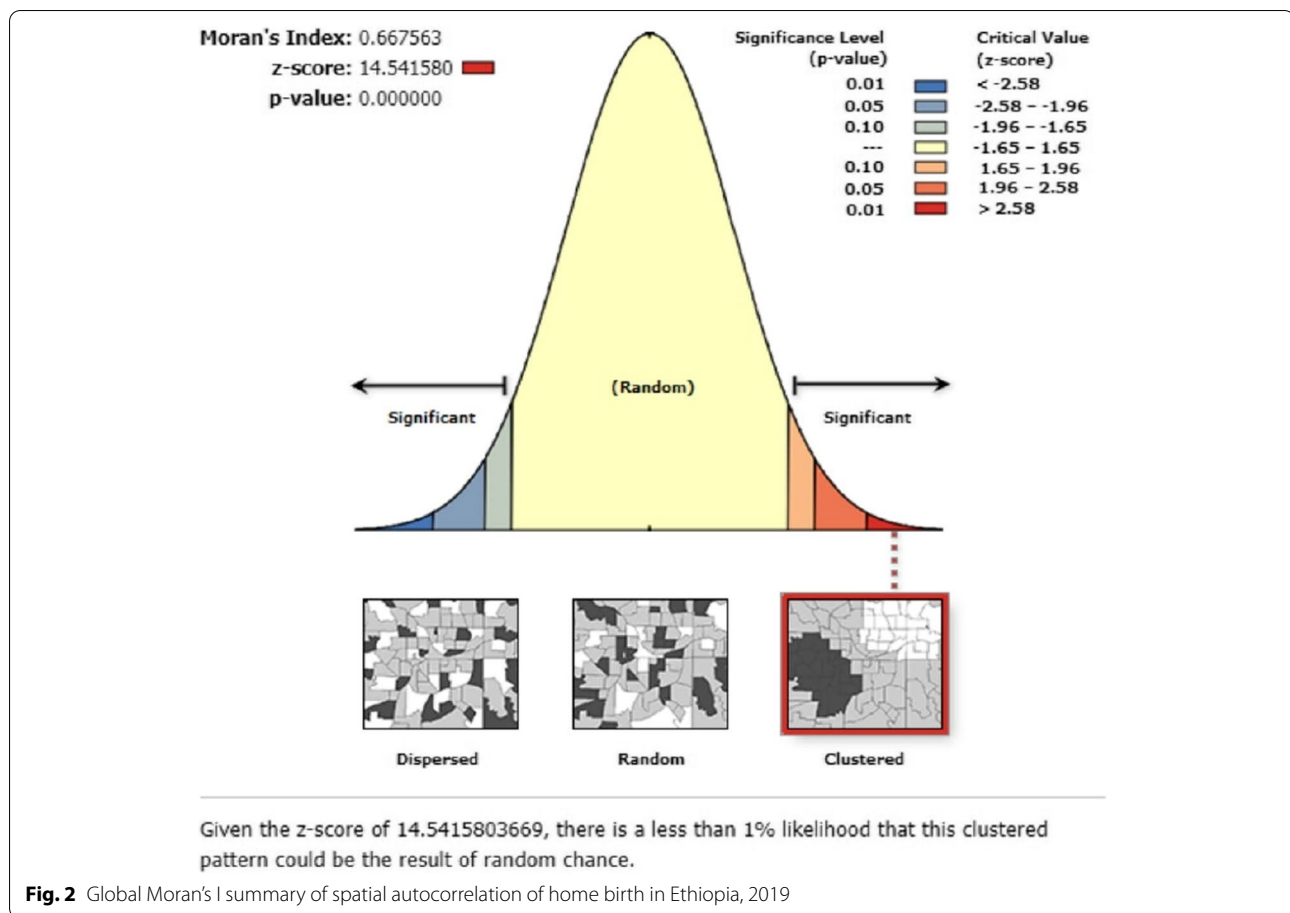 Moran's Index: 0.667563
z-score: 14.541580
p-value: 0.000000
Significance Level (p-value)
Critical Value (z-score)
0.01 < -2.58
0.05 -2.58 – -1.96
0.10 -1.96 – -1.65
--- -1.65 – 1.65
0.10 1.65 – 1.96
0.05 1.96 – 2.58
0.01 > 2.58
(Random)
Significant
Significant
Dispersed
Random
Clustered
Given the z-score of 14.5415803669, there is a less than 1% likelihood that this clustered
pattern could be the result of random chance.
Fig. 2 Global Moran's I summary of spatial autocorrelation of home birth in Ethiopia, 2019